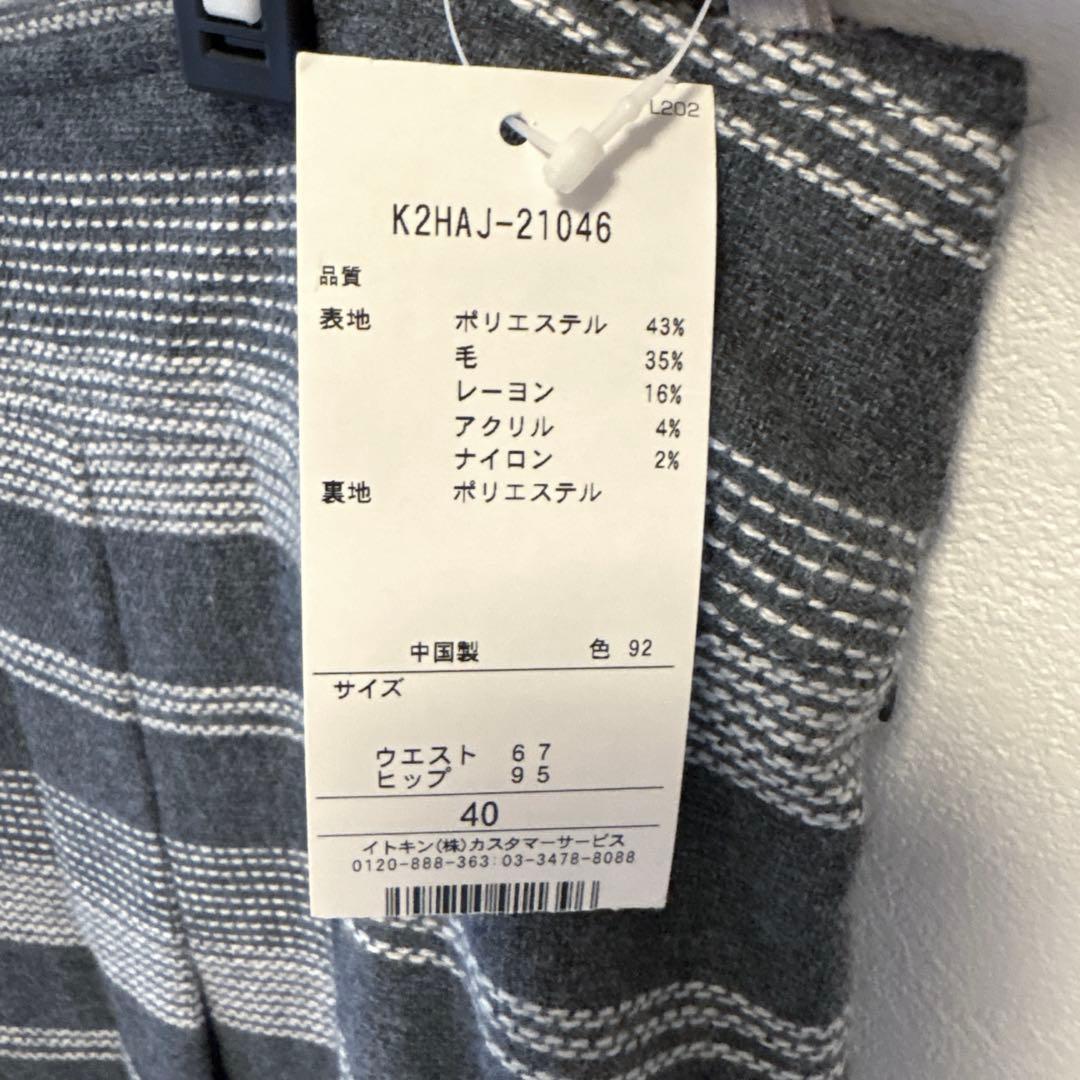 L202
K2HAJ-21046
品質
表地 ポリエステル 43%
毛 35%
レーヨン 16%
アクリル 4%
ナイロン 2%
裏地 ポリエステル
中国製 色 92
サイズ
ウエスト 67
ヒップ 95
40
イトキン(株)カスタマーサービス
0120-888-363:03-3478-8088